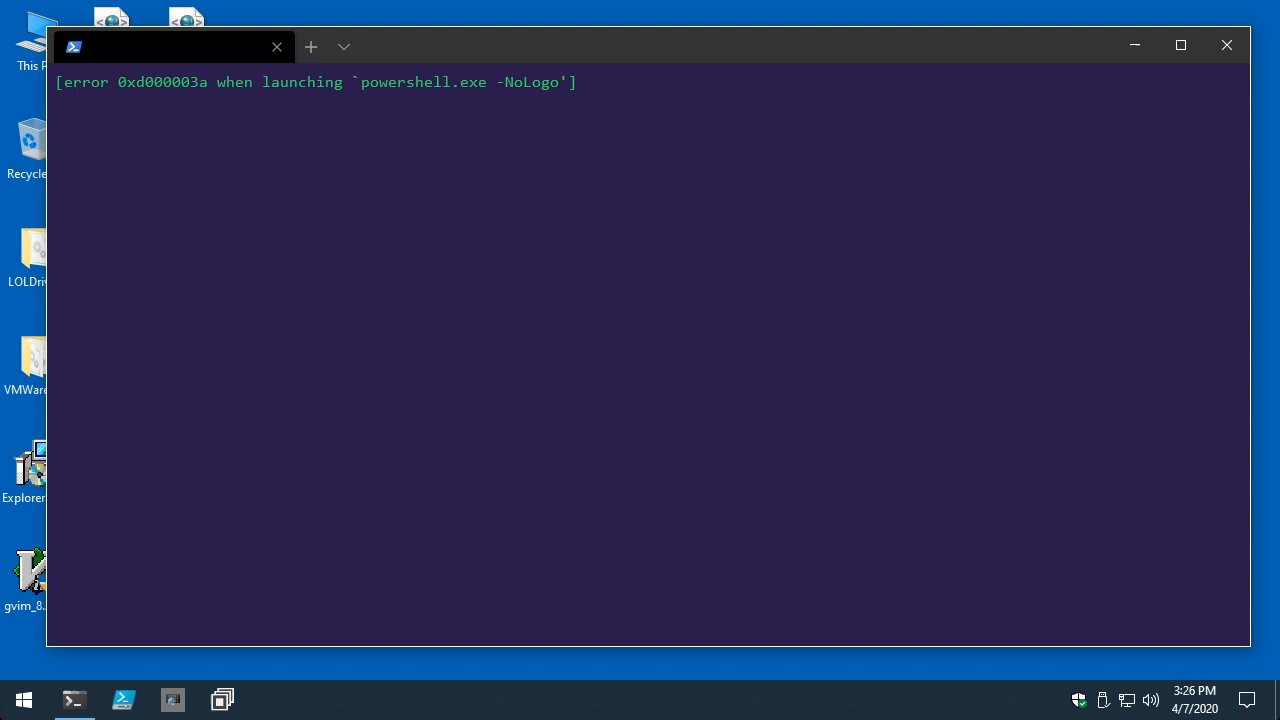 [error 0xd000003a when launching `powershell.exe -NoLogo']
This P
Recycle
LOLDriv
VMWare
Explorer
gvim_8.
3:26 PM
4/7/2020